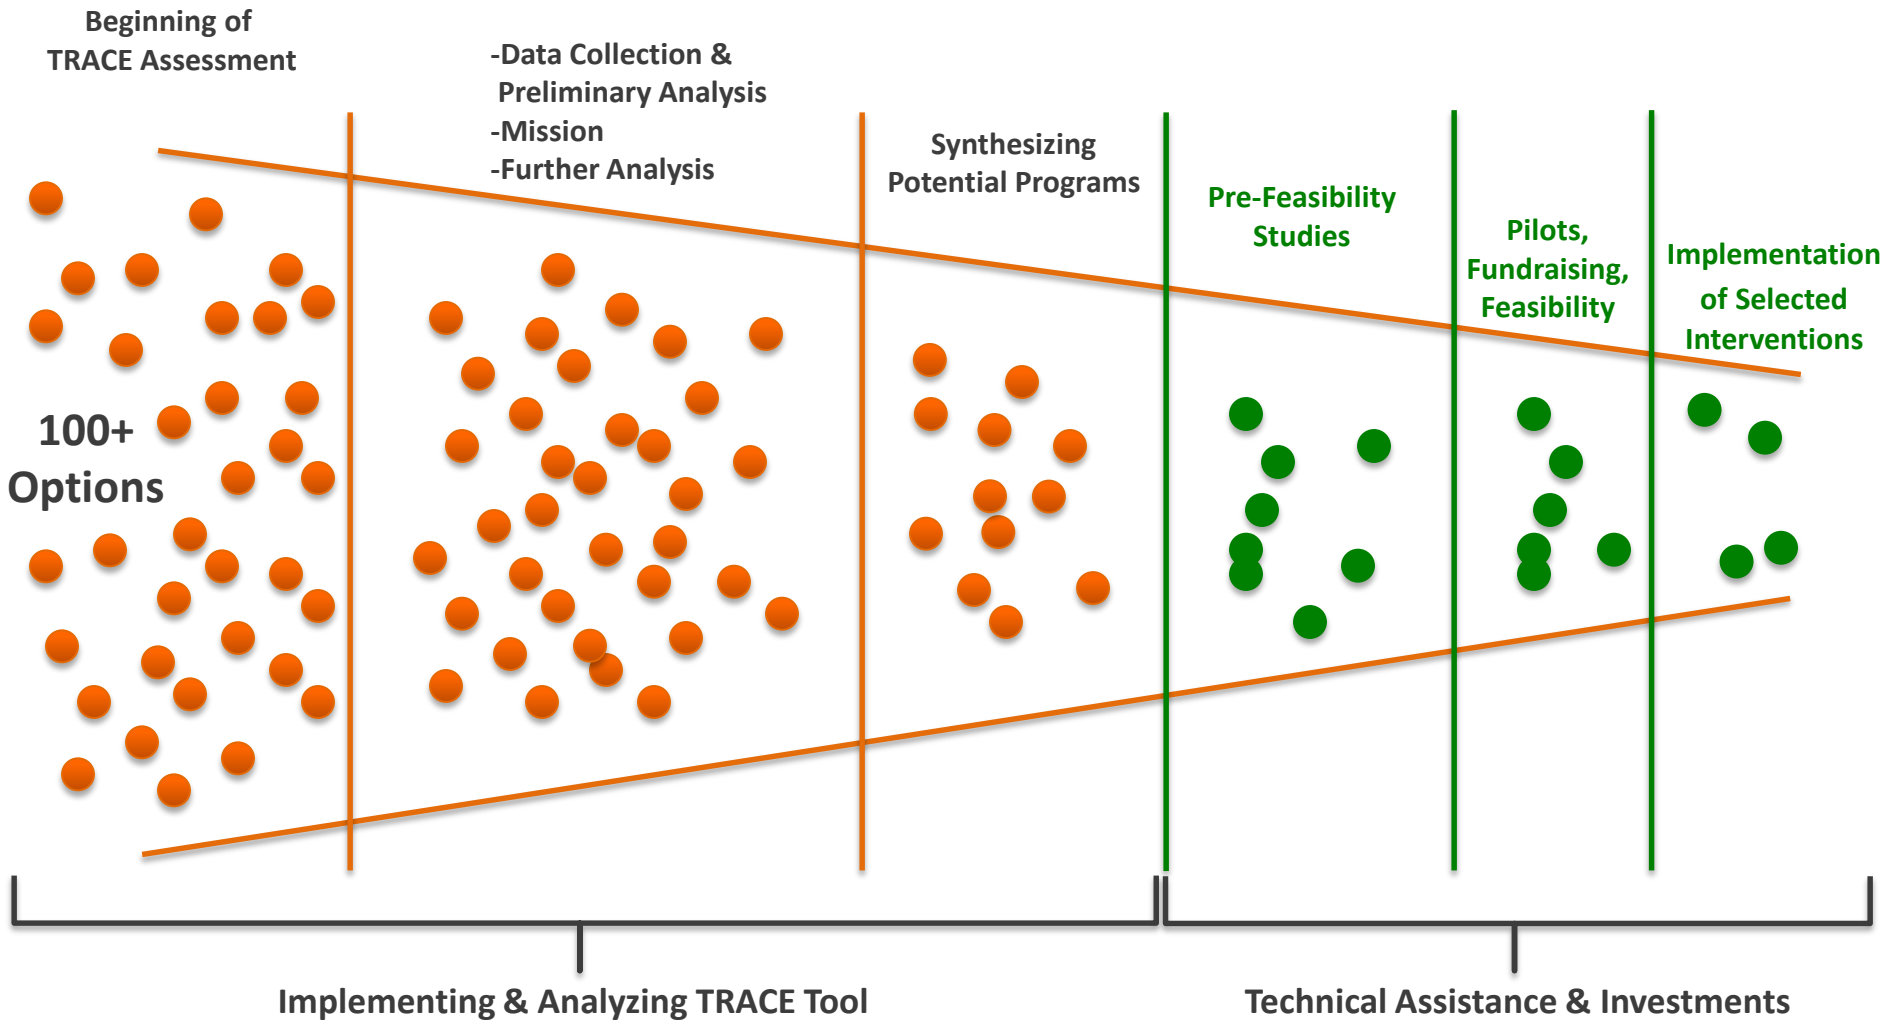 Beginning of
TRACE Assessment
-Data Collection &
Preliminary Analysis
-Mission
-Further Analysis
Synthesizing
Potential Programs
Pre-Feasibility
Studies
Pilots,
Fundraising,
Feasibility
Implementation
of Selected
Interventions
100+
Options
Implementing & Analyzing TRACE Tool
Technical Assistance & Investments